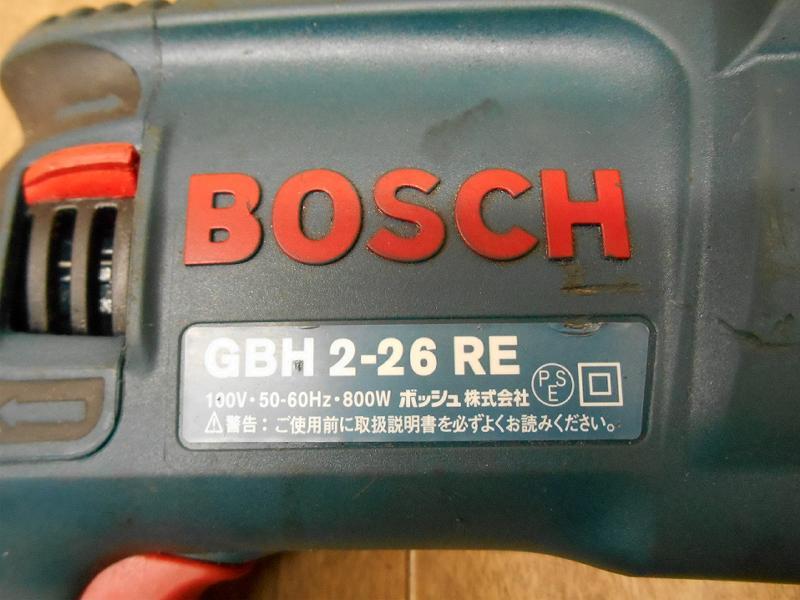 BOSCH
GBH 2-26 RE
100V・50-60Hz・800W ボッシュ株式会社
PSE
⚠警告：ご使用前に取扱説明書を必ずよくお読みください。